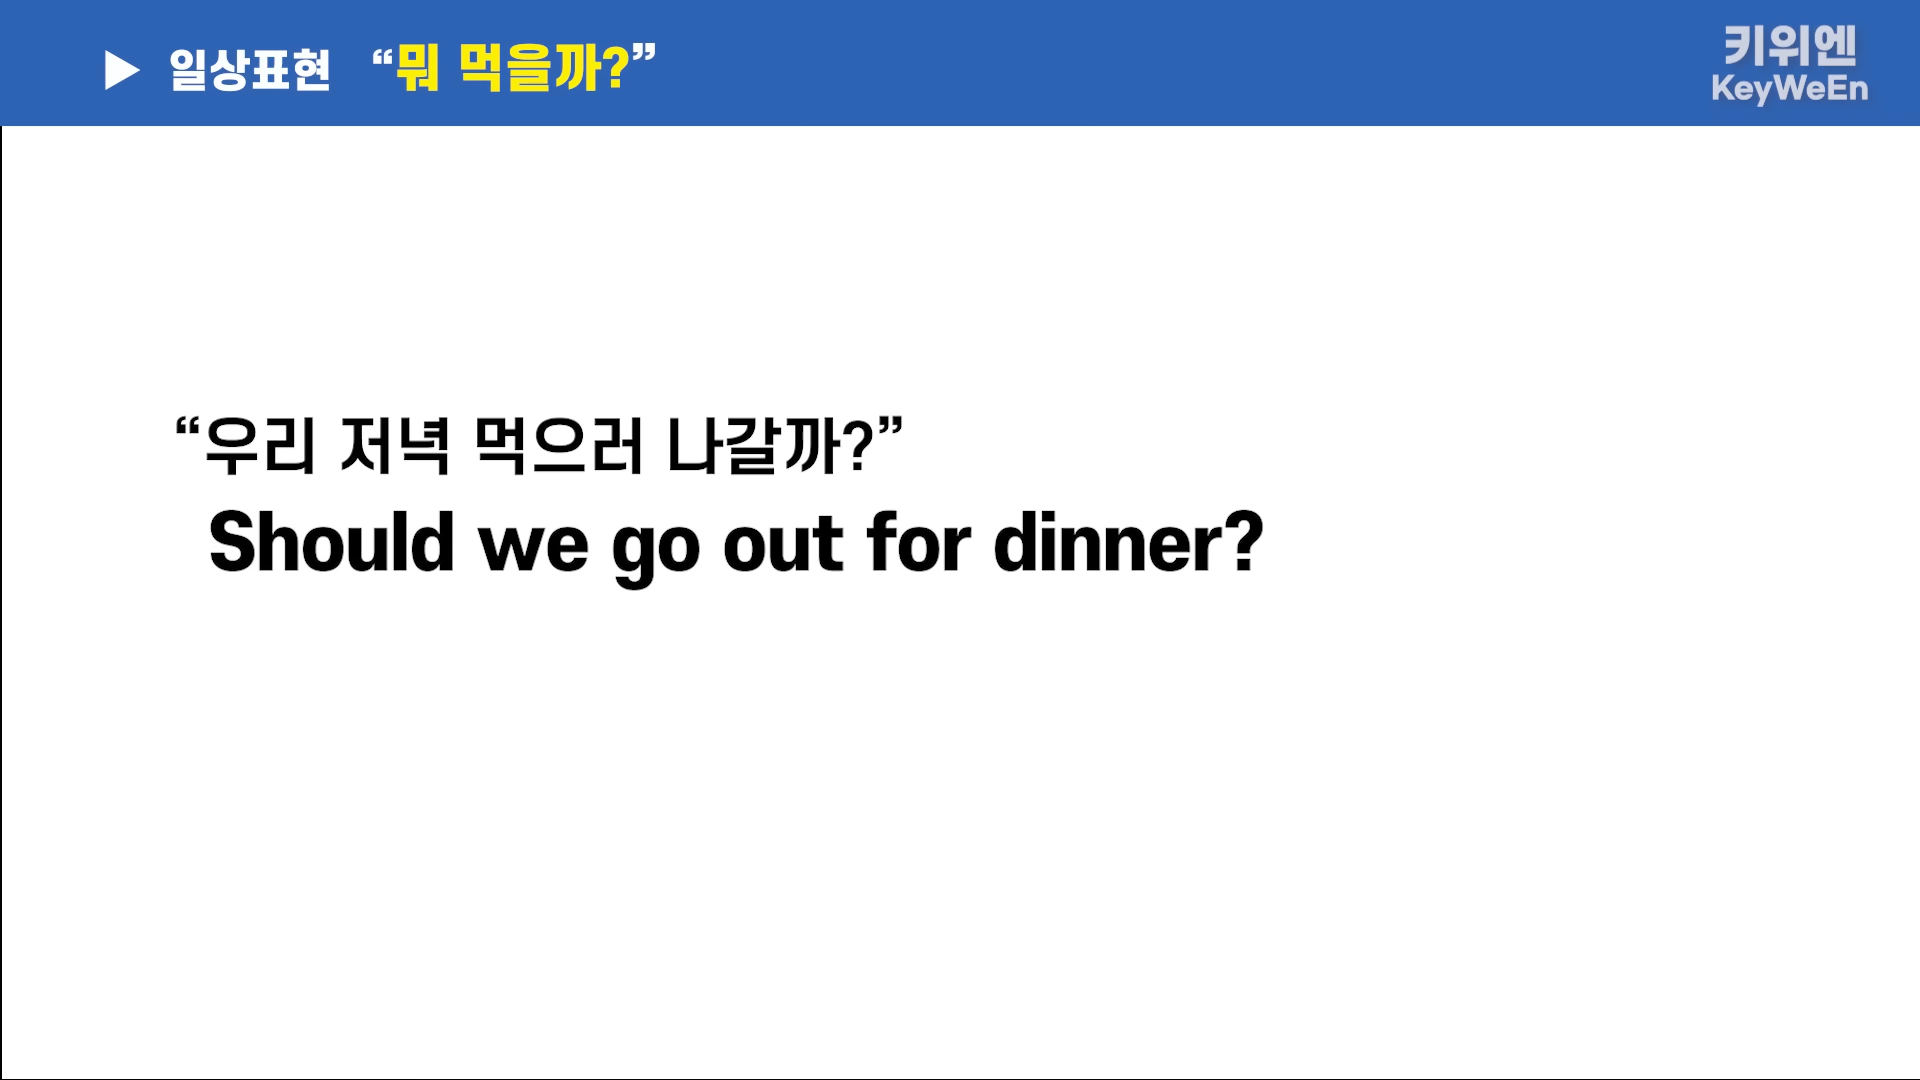 ▶ 일상표현 “뭐 먹을까?”
키위엔
KeyWeEn
“우리 저녁 먹으러 나갈까?”
Should we go out for dinner?